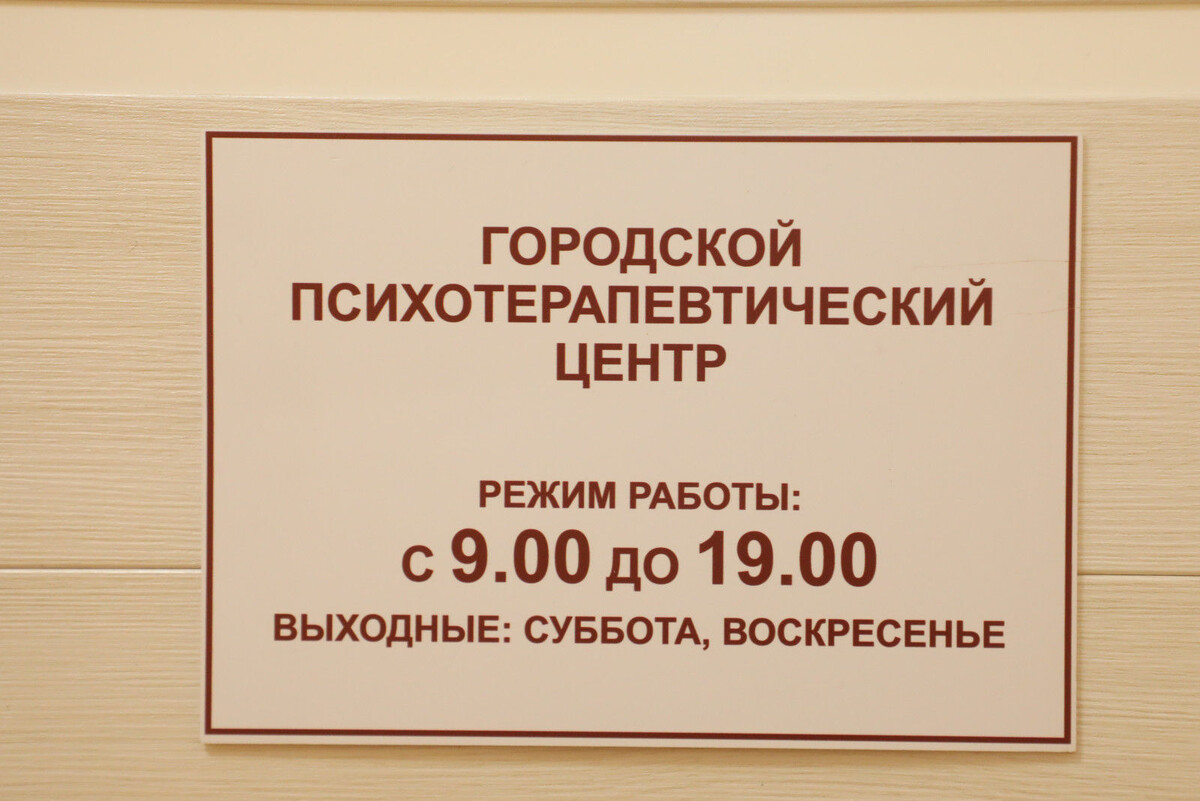 ГОРОДСКОЙ
ПСИХОТЕРАПЕВТИЧЕСКИЙ
ЦЕНТР
РЕЖИМ РАБОТЫ:
С 9.00 ДО 19.00
ВЫХОДНЫЕ: СУББОТА, ВОСКРЕСЕНЬЕ